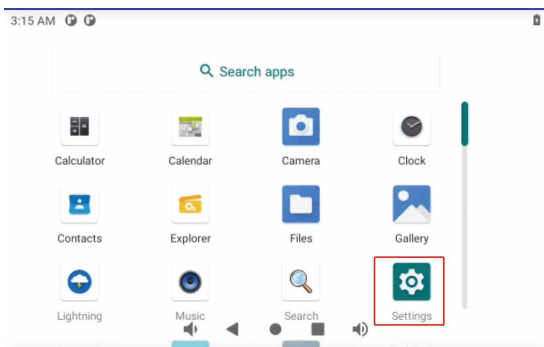 3:15 AM
Search apps
Calculator Calendar Camera Clock
Contacts Explorer Files Gallery
Lightning Music Search Settings